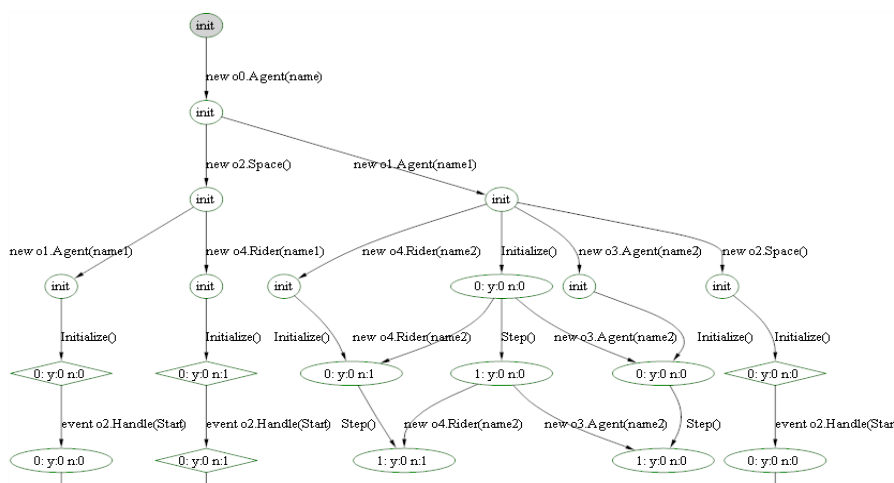 init
new o0.Agent(name)
init
new o2.Space()
new o1.Agent(name1)
init
init
new o1.Agent(name1)
new o4.Rider(name1)
new o4.Rider(name2)
Initialize()
new o3.Agent(name2)
new o2.Space()
init
init
init
0: y:0 n:0
init
init
Initialize()
Initialize()
Initialize()
new o4.Rider(name2)
Step()
new o3.Agent(name2)
Initialize()
Initialize()
0: y:0 n:0
0: y:0 n:1
0: y:0 n:1
1: y:0 n:0
0: y:0 n:0
0: y:0 n:0
event o2.Handle(Start)
event o2.Handle(Start)
Step()
new o4.Rider(name2)
new o3.Agent(name2)
Step()
event o2.Handle(Star
0: y:0 n:0
0: y:0 n:1
1: y:0 n:1
1: y:0 n:0
0: y:0 n:0